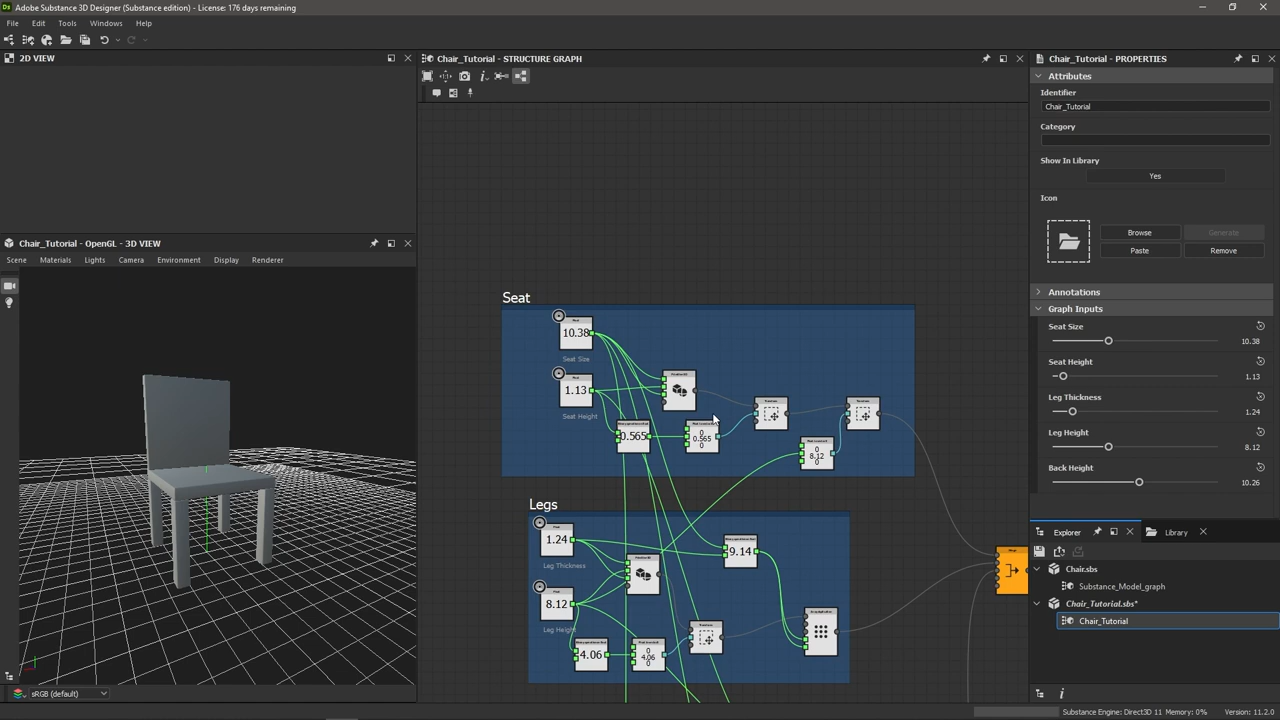 Adobe Substance 3D Designer (Substance edition) - License: 176 days remaining
File Edit Tools Windows Help
2D VIEW
Chair_Tutorial - OpenGL - 3D VIEW
Scene Materials Lights Camera Environment Display Renderer
sRGB (default)
Chair_Tutorial - STRUCTURE GRAPH
Seat
10.38
Seat Size
1.13
Seat Height
0.565
0
0.565
0
0
8.12
0
Legs
1.24
Leg Thickness
9.14
8.12
Leg Height
4.06
0
4.06
0
Chair_Tutorial - PROPERTIES
Attributes
Identifier
Chair_Tutorial
Category
Show In Library
Yes
Icon
Browse Generate
Paste Remove
Annotations
Graph Inputs
Seat Size
10.38
Seat Height
1.13
Leg Thickness
1.24
Leg Height
8.12
Back Height
10.26
Explorer Library
Chair.sbs
Substance_Model_graph
Chair_Tutorial.sbs*
Chair_Tutorial
Substance Engine: Direct3D 11 Memory: 0% Version: 11.2.0